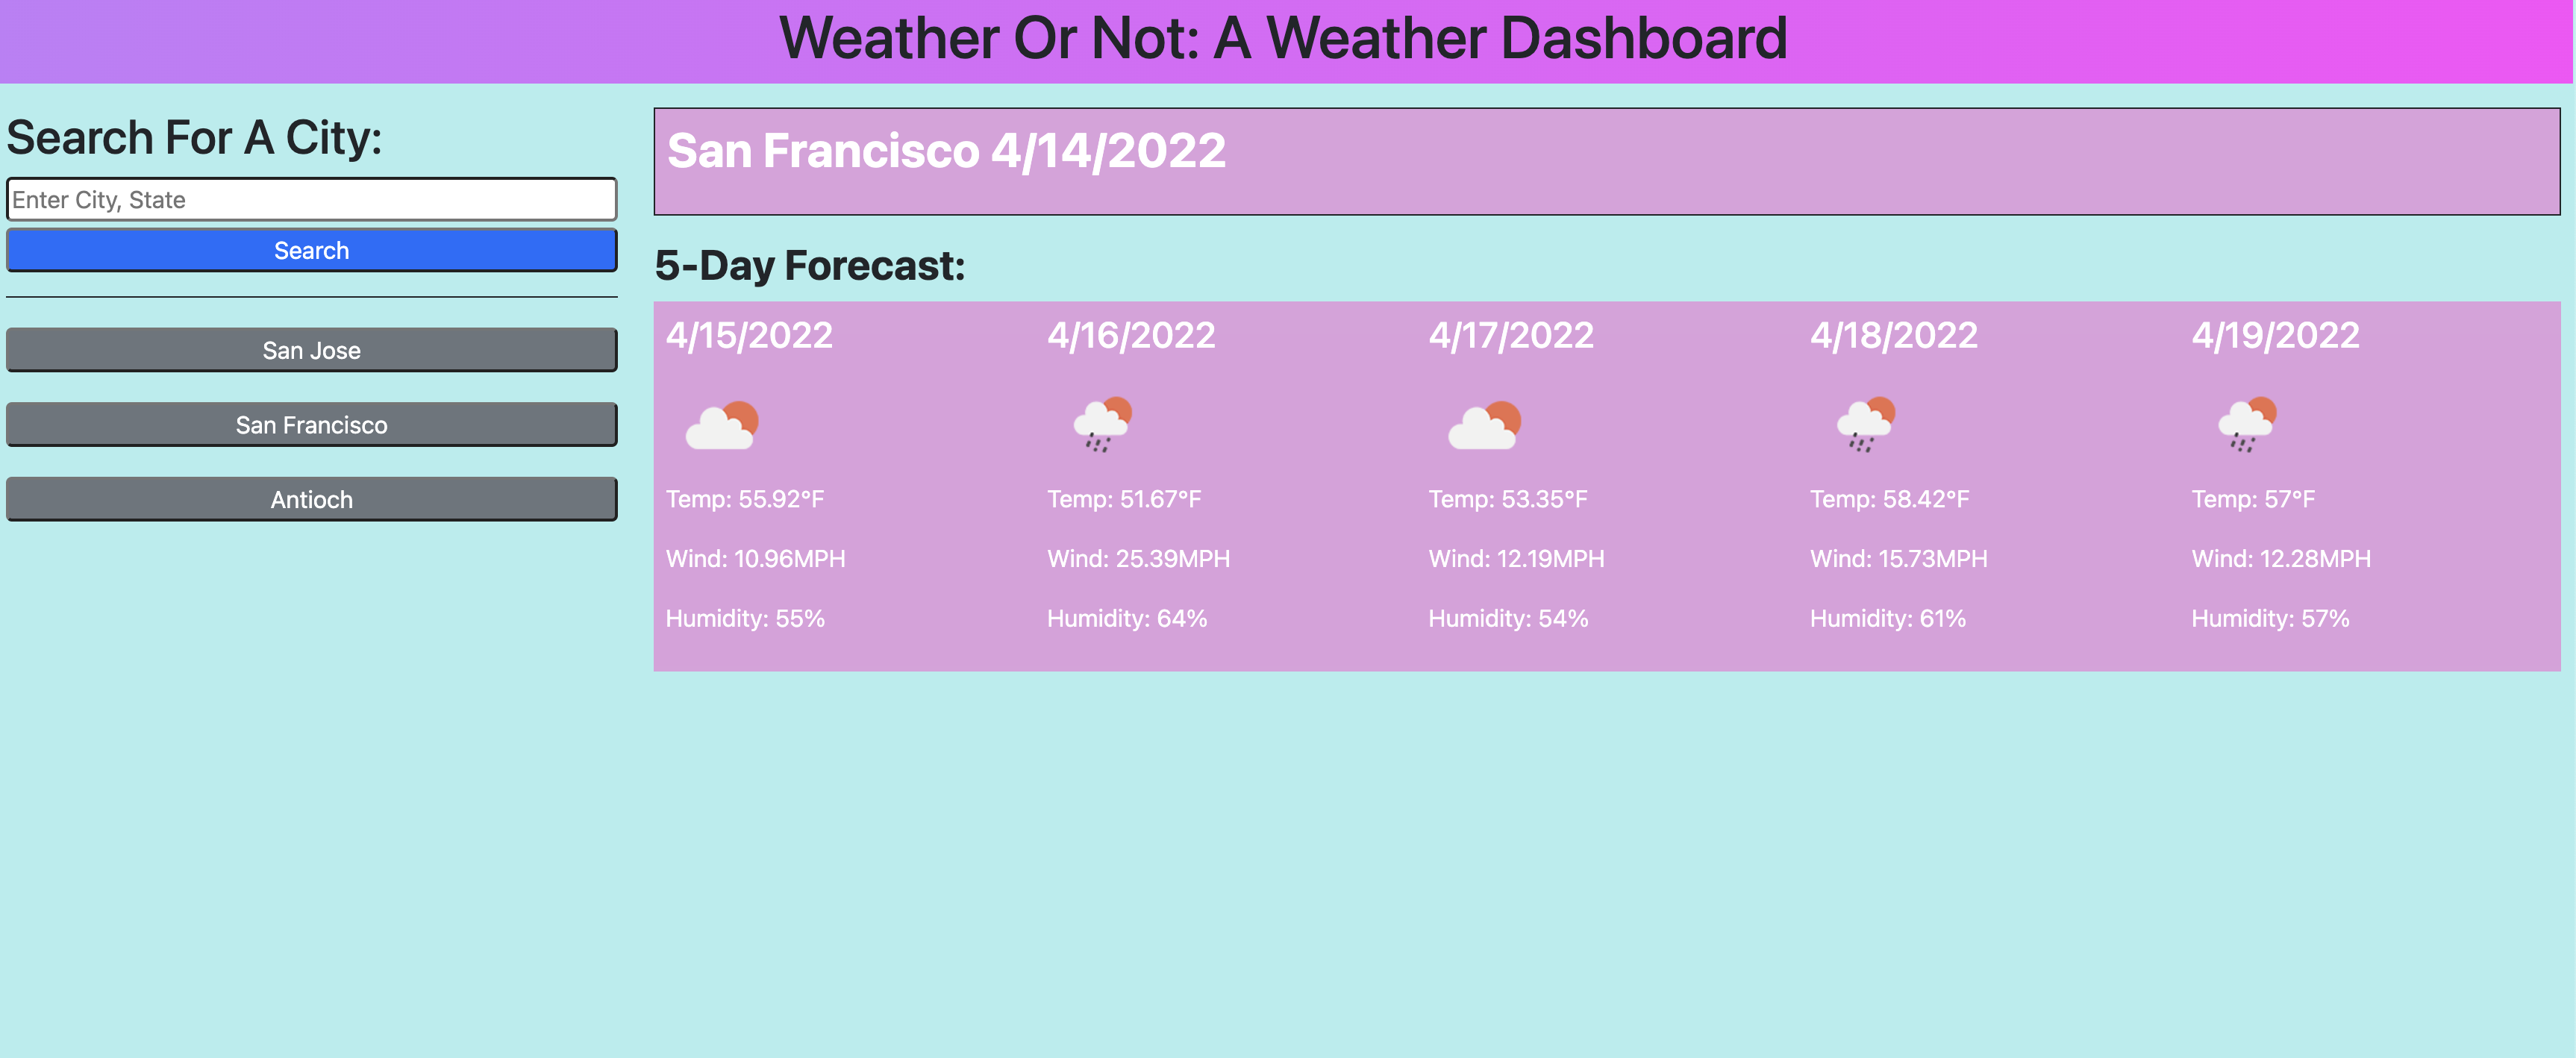 Weather Or Not: A Weather Dashboard
Search For A City:
Enter City, State
Search
San Jose
San Francisco
Antioch
San Francisco 4/14/2022
5-Day Forecast:
4/15/2022
Temp: 55.92°F
Wind: 10.96MPH
Humidity: 55%
4/16/2022
Temp: 51.67°F
Wind: 25.39MPH
Humidity: 64%
4/17/2022
Temp: 53.35°F
Wind: 12.19MPH
Humidity: 54%
4/18/2022
Temp: 58.42°F
Wind: 15.73MPH
Humidity: 61%
4/19/2022
Temp: 57°F
Wind: 12.28MPH
Humidity: 57%